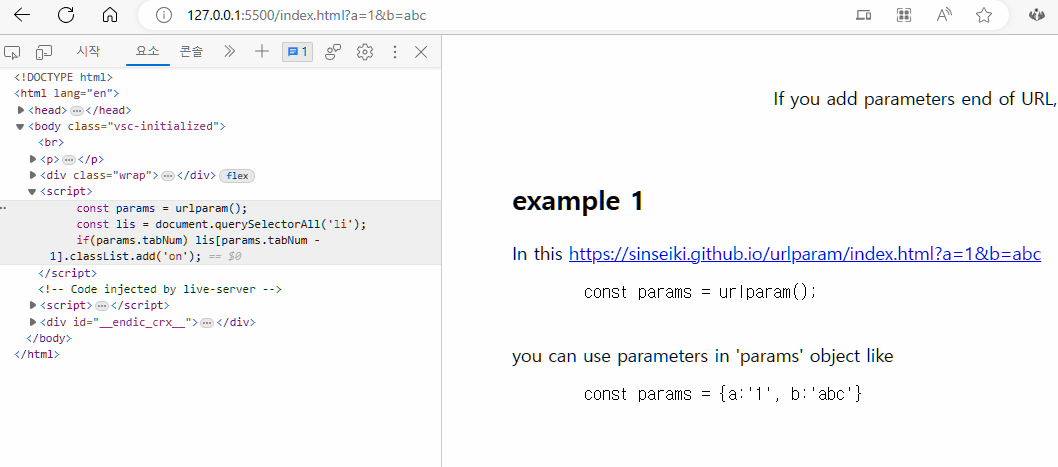 127.0.0.1:5500/index.html?a=1&b=abc
시작 요소 콘솔 1
<!DOCTYPE html>
<html lang="en">
<head> ⋯ </head>
<body class="vsc-initialized">
<br>
<p> ⋯ </p>
<div class="wrap"> ⋯ </div> flex
<script>
const params = urlparam();
const lis = document.querySelectorAll('li');
if(params.tabNum) lis[params.tabNum -
1].classList.add('on'); == $0
</script>
<!-- Code injected by live-server -->
<script> ⋯ </script>
<div id="__endic_crx__"> ⋯ </div>
</body>
</html>
If you add parameters end of URL,
example 1
In this https://sinseiki.github.io/urlparam/index.html?a=1&b=abc
const params = urlparam();
you can use parameters in 'params' object like
const params = {a:'1', b:'abc'}